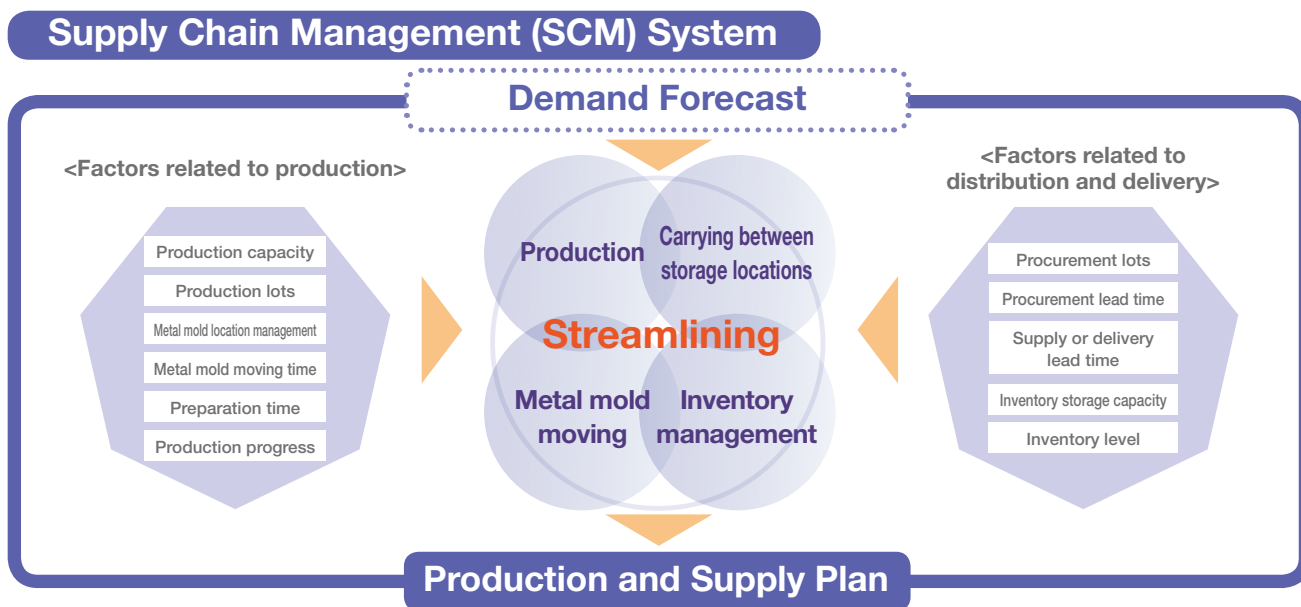 Supply Chain Management (SCM) System
Demand Forecast
<Factors related to production>
Production capacity
Production lots
Metal mold location management
Metal mold moving time
Preparation time
Production progress
Production
Carrying between
storage locations
Streamlining
Metal mold
moving
Inventory
management
<Factors related to
distribution and delivery>
Procurement lots
Procurement lead time
Supply or delivery
lead time
Inventory storage capacity
Inventory level
Production and Supply Plan